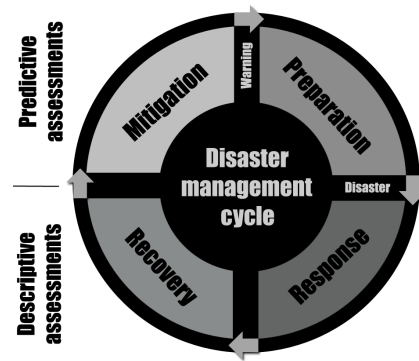 Predictive
assessments
Mitigation
Warning
Preparation
Disaster
management
cycle
Disaster
Descriptive
assessments
Recovery
Response